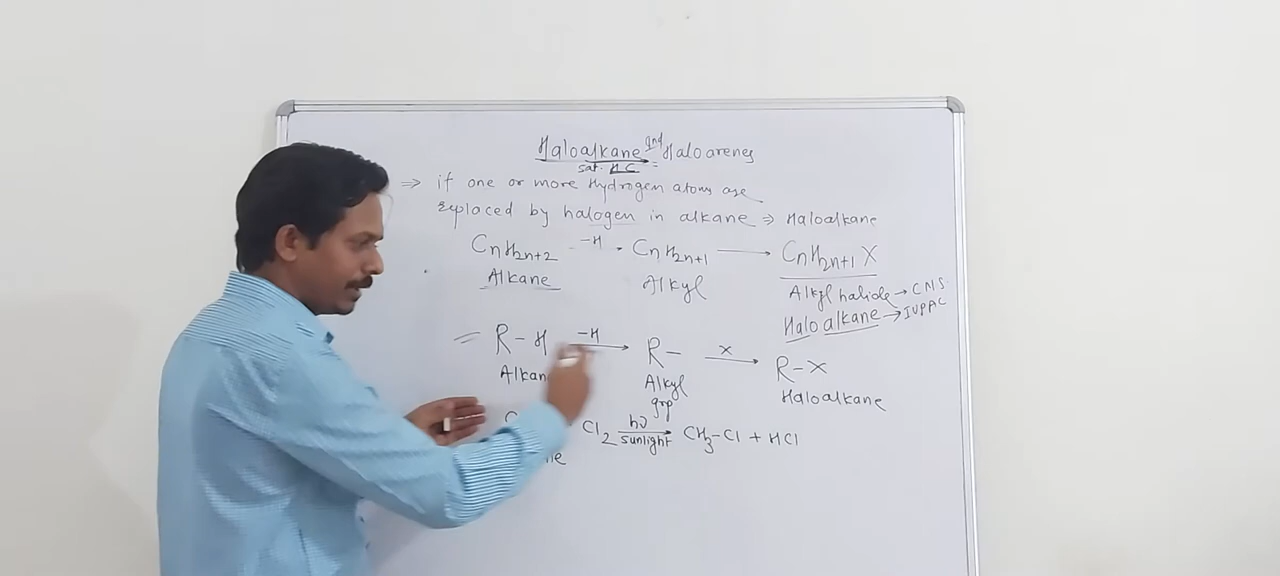 Haloalkane and Haloarenes
sat. HC
⇒ if one or more Hydrogen atoms are
replaced by halogen in alkane ⇒ Haloalkane
CnH2n+2 -H CnH2n+1 → CnH2n+1 X
Alkane Alkyl Alkyl halide → CNS
Haloalkane → IUPAC
R-H -H → R- X → R-X
Alkan Alkyl grp Haloalkane
Cl2 hν sunlight → CH3-Cl + HCl